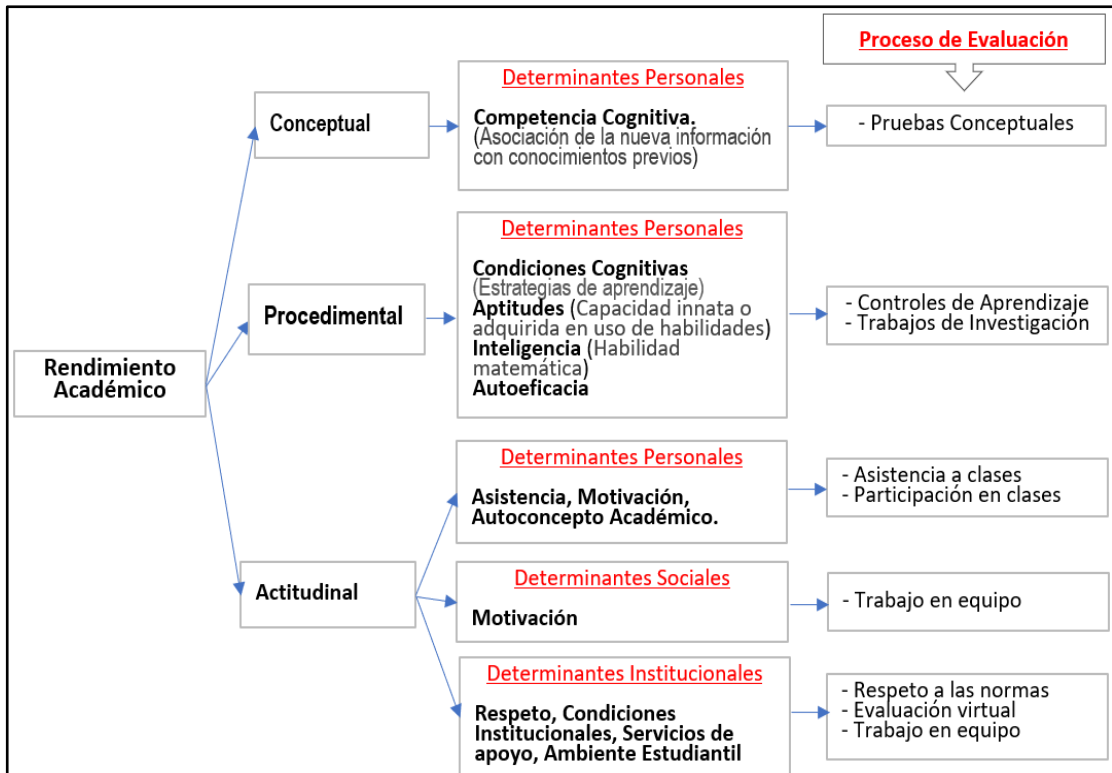 Proceso de Evaluación
Conceptual
Determinantes Personales
Competencia Cognitiva.
(Asociación de la nueva información
con conocimientos previos)
- Pruebas Conceptuales
Rendimiento
Académico
Procedimental
Determinantes Personales
Condiciones Cognitivas
(Estrategias de aprendizaje)
Aptitudes (Capacidad innata o
adquirida en uso de habilidades)
Inteligencia (Habilidad
matemática)
Autoeficacia
- Controles de Aprendizaje
- Trabajos de Investigación
Actitudinal
Determinantes Personales
Asistencia, Motivación,
Autoconcepto Académico.
- Asistencia a clases
- Participación en clases
Determinantes Sociales
Motivación
- Trabajo en equipo
Determinantes Institucionales
Respeto, Condiciones
Institucionales, Servicios de
apoyo, Ambiente Estudiantil
- Respeto a las normas
- Evaluación virtual
- Trabajo en equipo